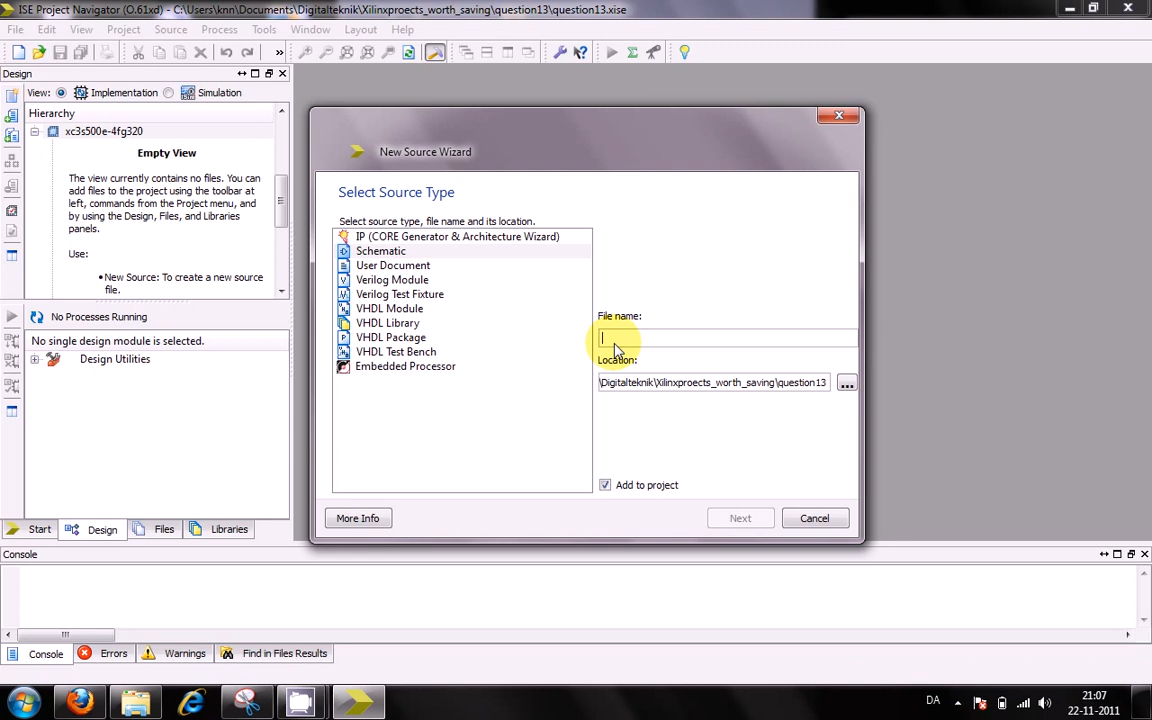 ISE Project Navigator (O.61xd) - C:\Users\knn\Documents\Digitalteknik\Xilinxproects_worth_saving\question13\question13.xise
File Edit View Project Source Process Tools Window Layout Help
»
Design
View: Implementation Simulation
Hierarchy
xc3s500e-4fg320
Empty View
The view currently contains no files. You can
add files to the project using the toolbar at
left, commands from the Project menu, and
by using the Design, Files, and Libraries
panels.
Use:
•New Source: To create a new source
file.
No Processes Running
No single design module is selected.
Design Utilities
Start Design Files Libraries
New Source Wizard
Select Source Type
Select source type, file name and its location.
IP (CORE Generator & Architecture Wizard)
Schematic
User Document
Verilog Module
Verilog Test Fixture
VHDL Module
VHDL Library
VHDL Package
VHDL Test Bench
Embedded Processor
File name:
Location:
\Digitalteknik\Xilinxproects_worth_saving\question13
...
Add to project
More Info Next Cancel
Console
Console Errors Warnings Find in Files Results
DA
21:07
22-11-2011